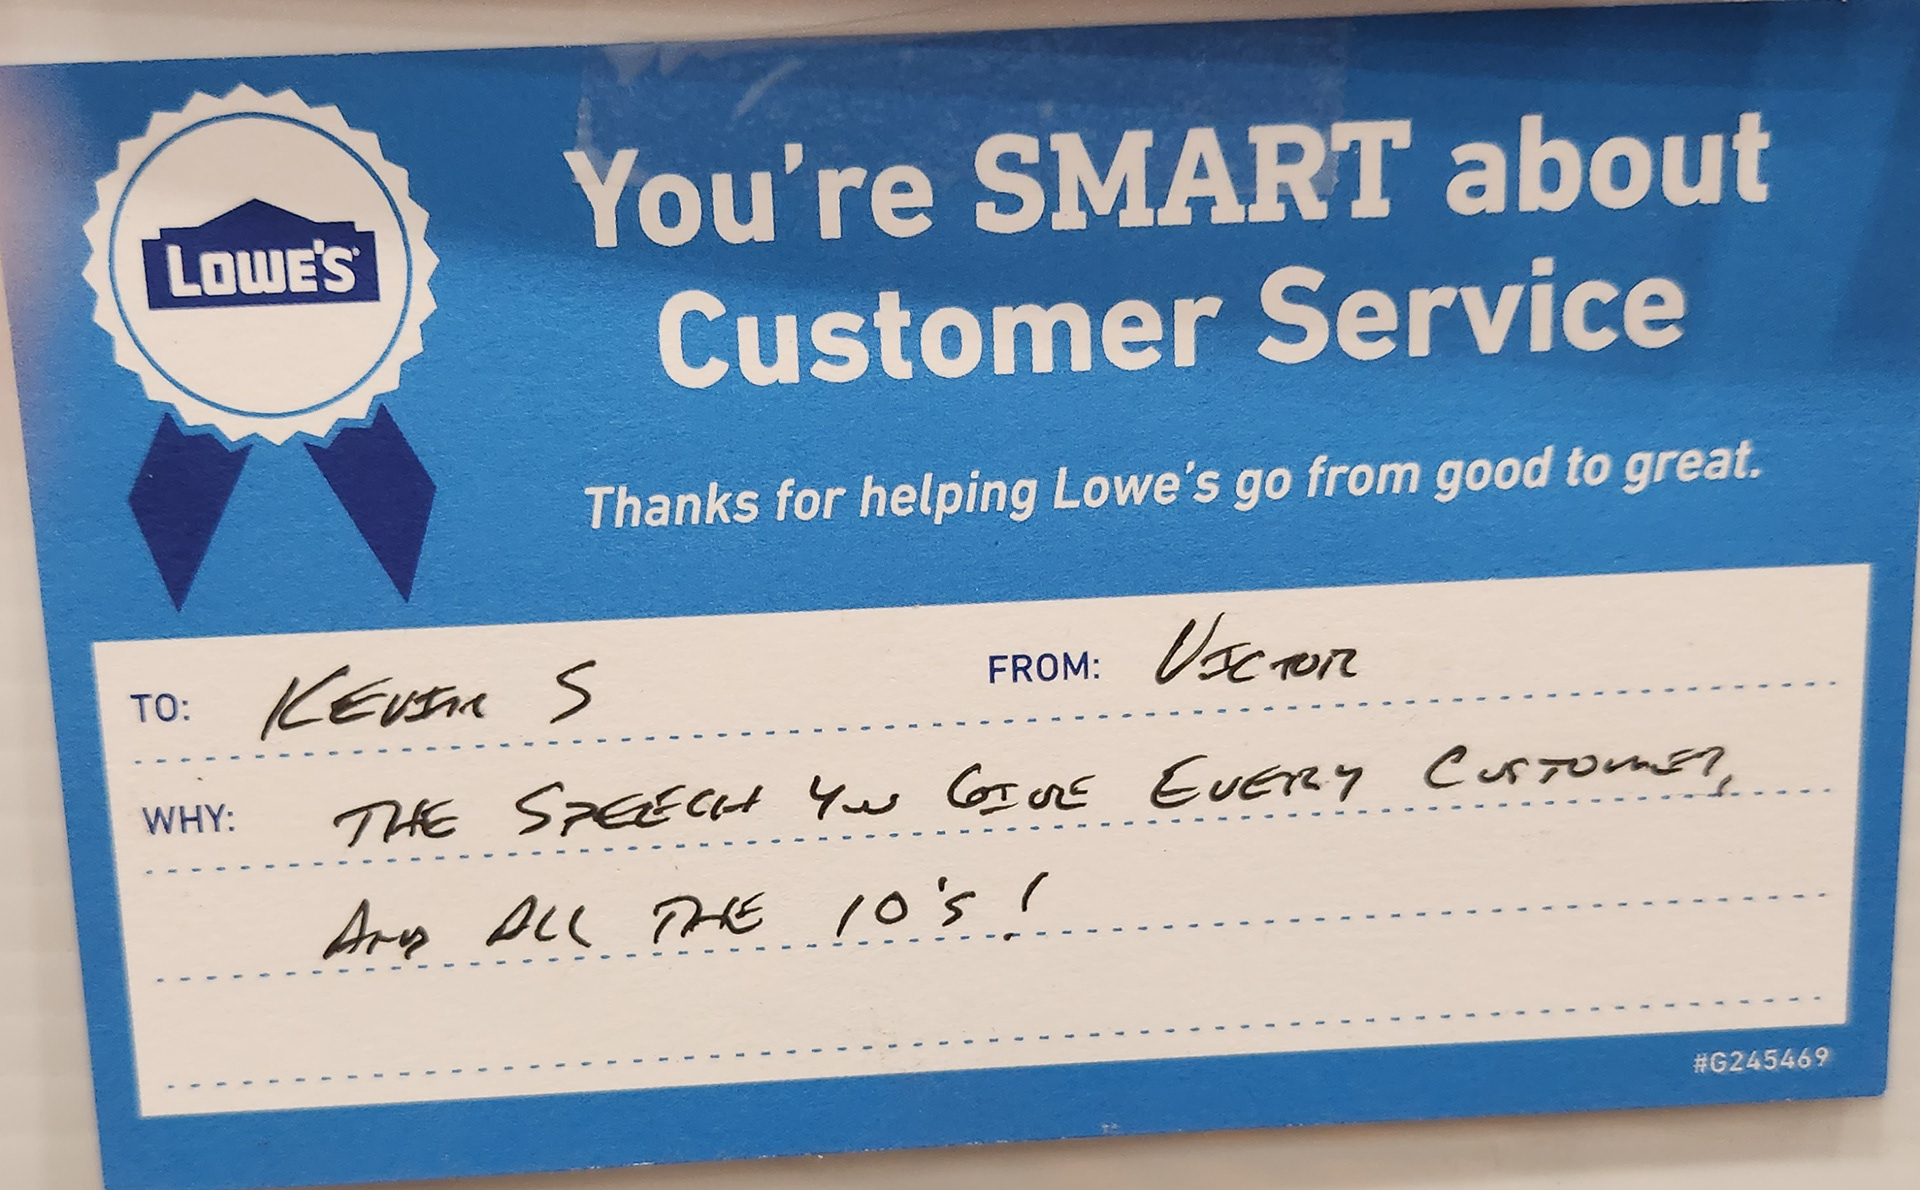 LOWE'S
You're SMART about
Customer Service
Thanks for helping Lowe's go from good to great.
TO: KEVIN S FROM: VICTOR
WHY: THE SPEECH YOU GIVE EVERY CUSTOMER,
AND ALL THE 10's!
#G245469